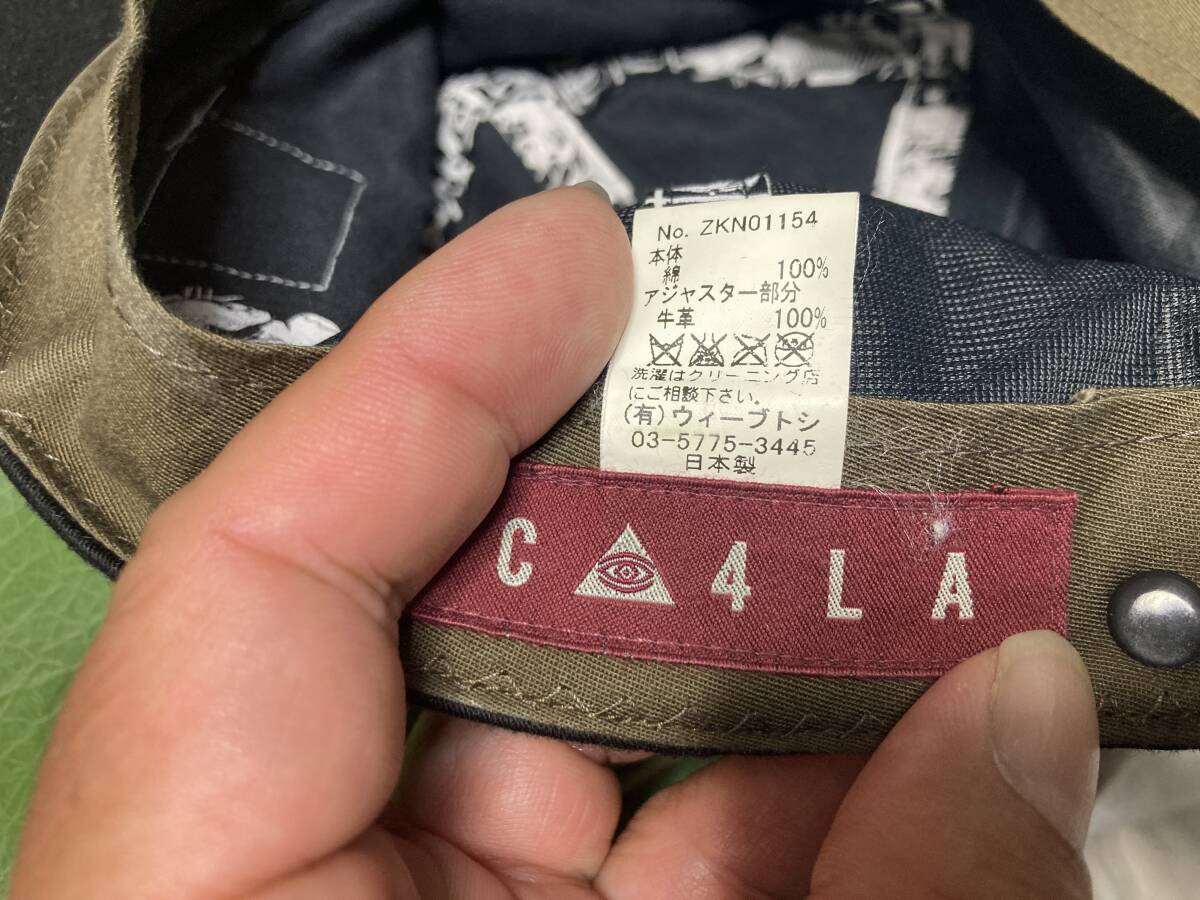 No. ZKN01154
本体
綿 100%
アジャスター部分
牛革 100%
洗濯はクリーニング店
にご相談下さい。
(有)ウィーブトシ
03-5775-3445
日本製
C 4 L A